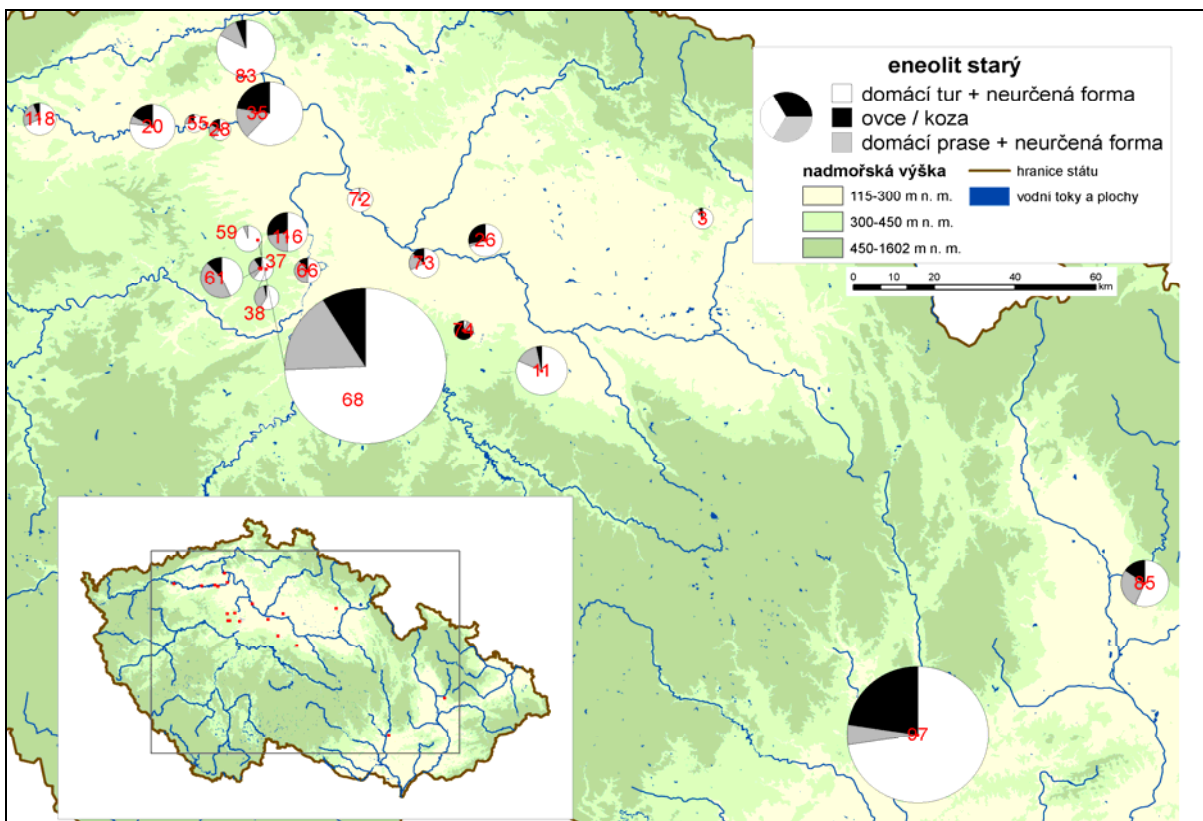 eneolit starý
domácí tur + neurčená forma
ovce / koza
domácí prase + neurčená forma
nadmořská výška
115-300 m n. m.
300-450 m n. m.
450-1602 m n. m.
hranice státu
vodní toky a plochy
0 10 20 40 60
km
83
118
20
55
28
35
72
3
59
116
26
61
37
66
73
38
74
11
68
85
97